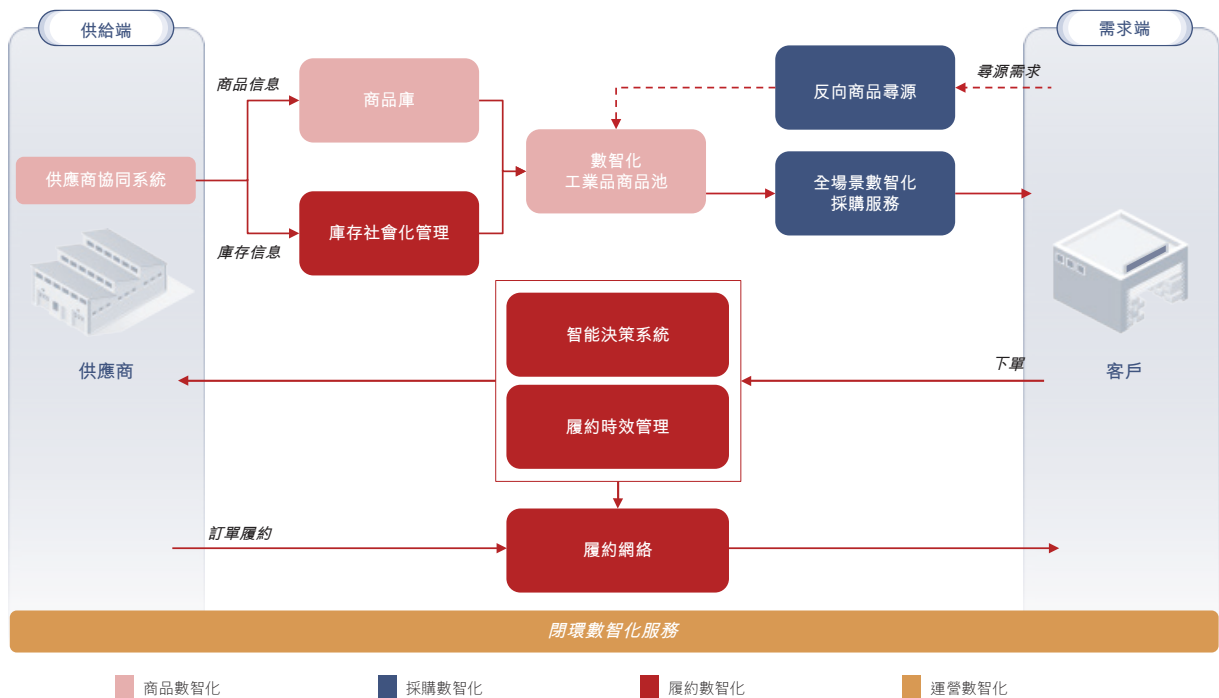 供給端
需求端
商品信息
尋源需求
商品庫
反向商品尋源
供應商協同系統
數智化
工業品商品池
全場景數智化
採購服務
庫存社會化管理
庫存信息
智能決策系統
供應商
下單
客戶
履約時效管理
訂單履約
履約網絡
閉環數智化服務
商品數智化
採購數智化
履約數智化
運營數智化